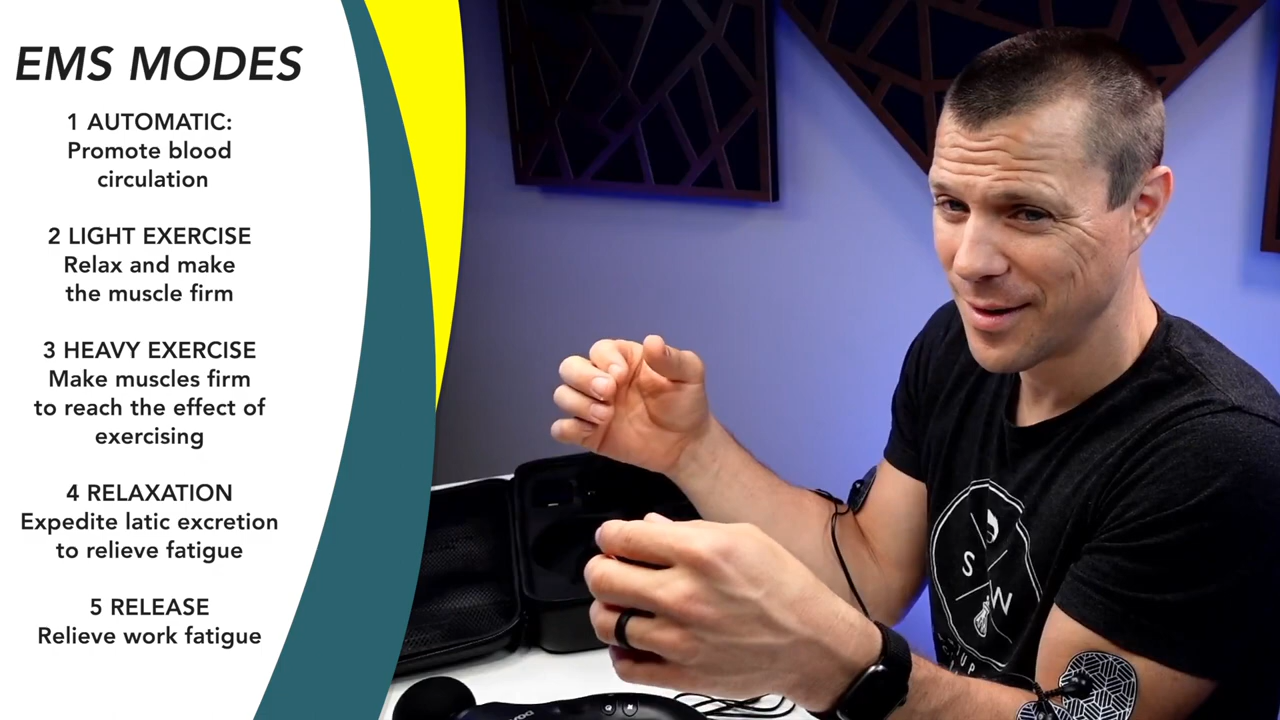 EMS MODES
1 AUTOMATIC:
Promote blood
circulation
2 LIGHT EXERCISE
Relax and make
the muscle firm
3 HEAVY EXERCISE
Make muscles firm
to reach the effect of
exercising
4 RELAXATION
Expedite latic excretion
to relieve fatigue
5 RELEASE
Relieve work fatigue
S
W